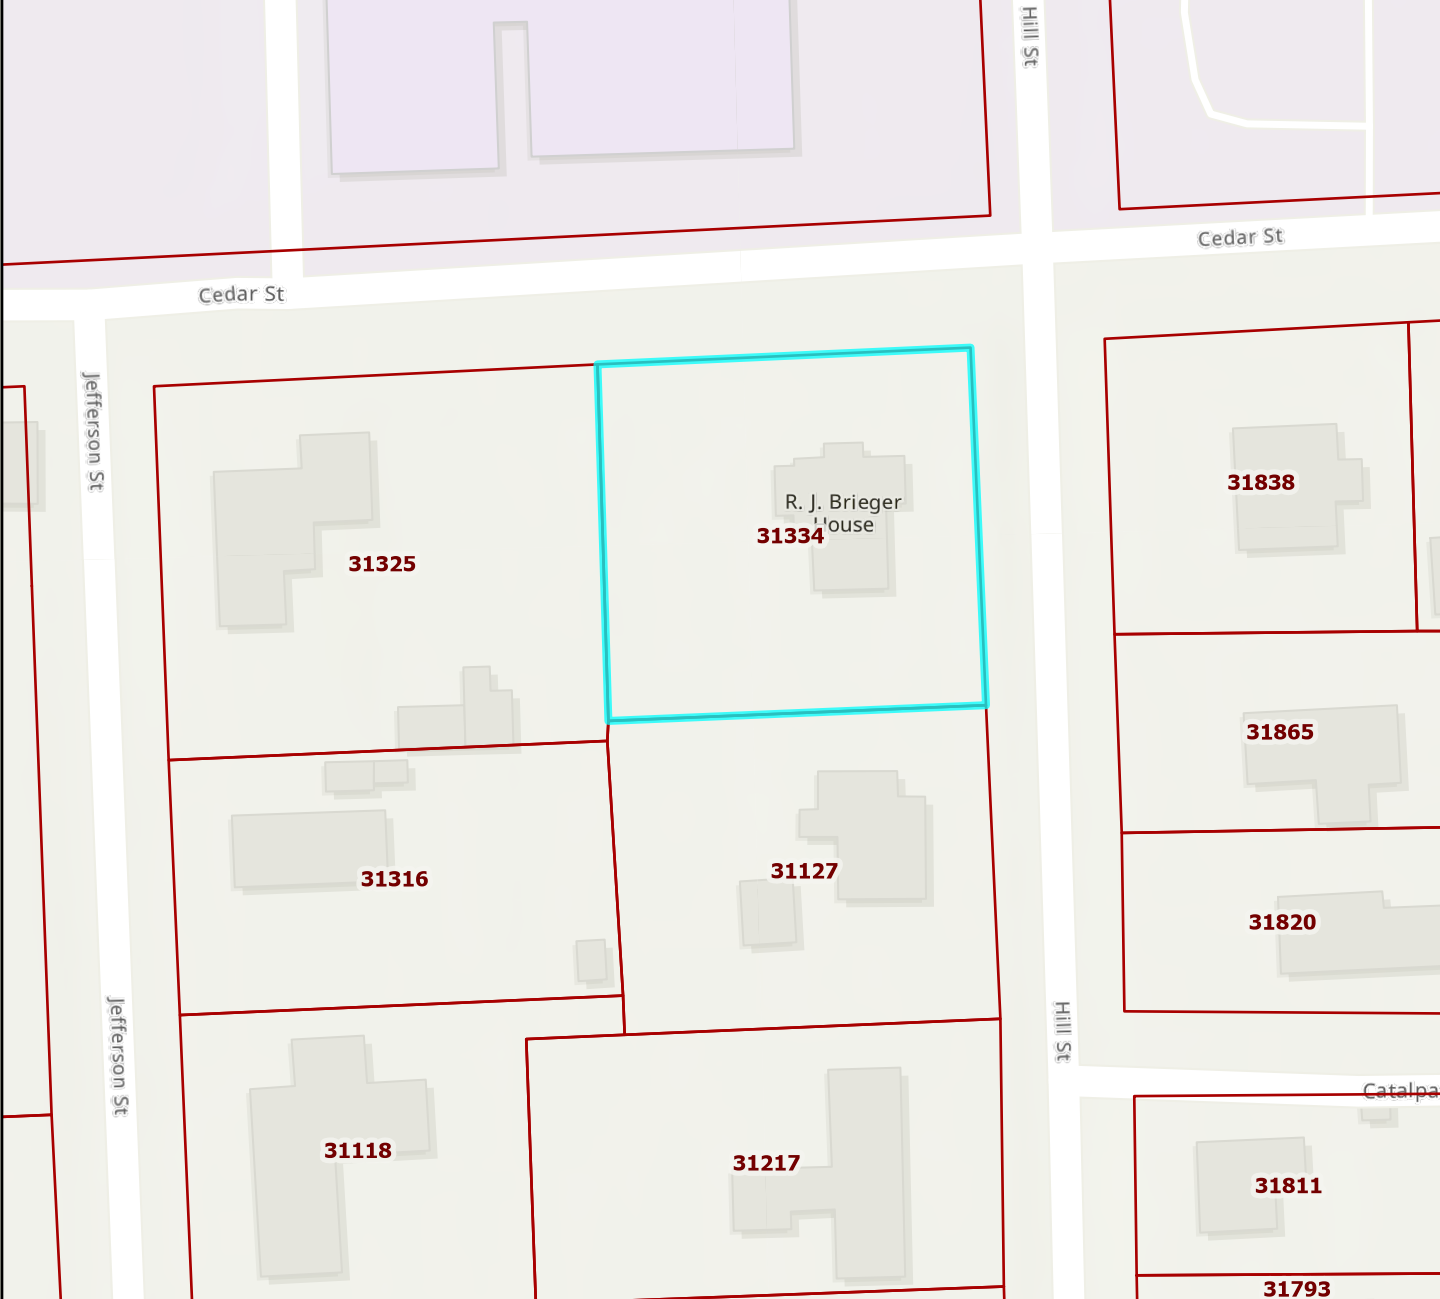 Hill St
Cedar St
Cedar St
Jefferson St
R. J. Brieger
House
31334
31838
31325
31865
31127
31316
31820
Jefferson St
Hill St
Catalpa
31118
31217
31811
31793